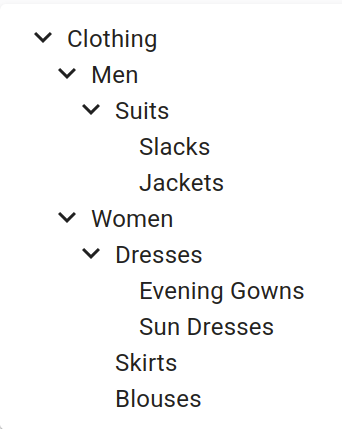 Clothing
Men
Suits
Slacks
Jackets
Women
Dresses
Evening Gowns
Sun Dresses
Skirts
Blouses